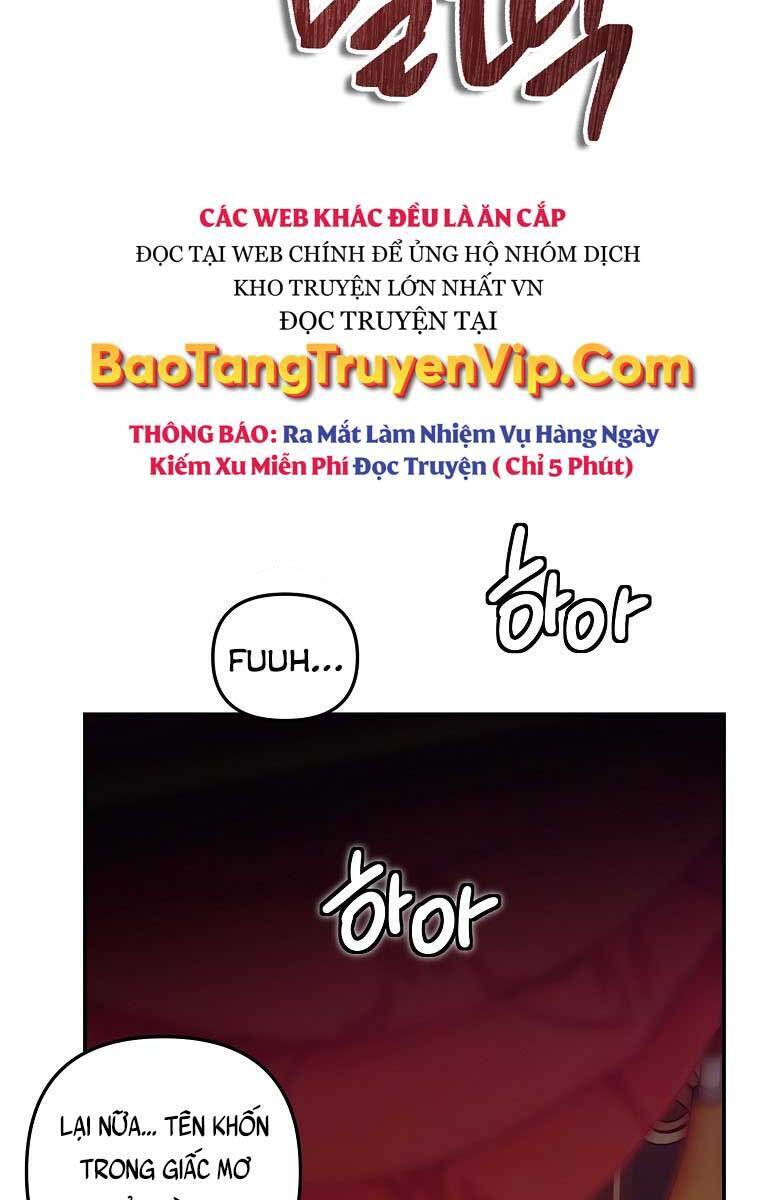 CÁC WEB KHÁC ĐỀU LÀ ĂN CẮP
ĐỌC TẠI WEB CHÍNH ĐỂ ỦNG HỘ NHÓM DỊCH
KHO TRUYỆN LỚN NHẤT VN
ĐỌC TRUYỆN TẠI
BaoTangTruyenVip.Com
THÔNG BÁO: Ra Mắt Làm Nhiệm Vụ Hàng Ngày
Kiếm Xu Miễn Phí Đọc Truyện ( Chỉ 5 Phút)
하아
FUUH...
하아
LẠI NỮA... TÊN KHỐN
TRONG GIẤC MƠ